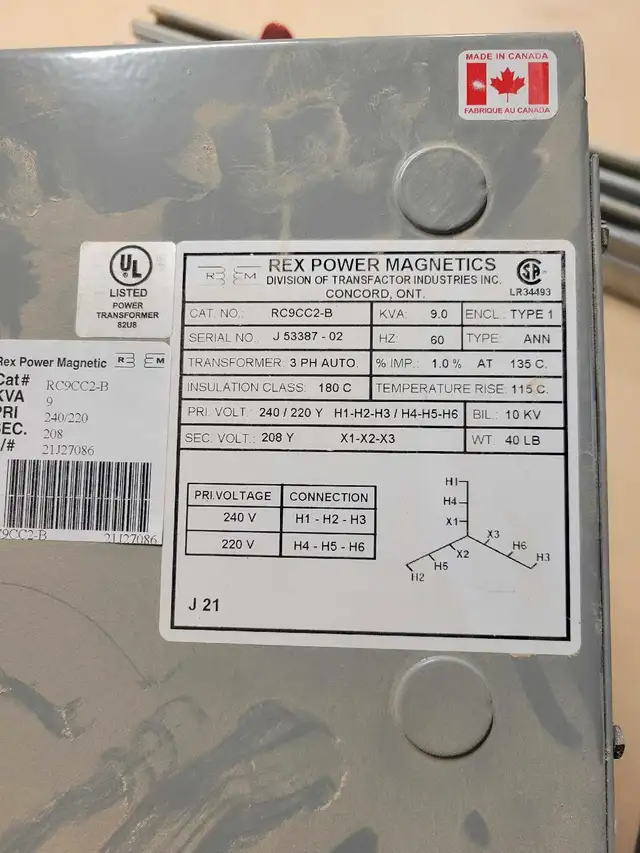 MADE IN CANADA
FABRIQUE AU CANADA
UL
LISTED
POWER
TRANSFORMER
82U8
REX POWER MAGNETICS
DIVISION OF TRANSFACTOR INDUSTRIES INC.
CONCORD, ONT.
LR34493
CAT. NO.: RC9CC2-B KVA: 9.0 ENCL.: TYPE 1
SERIAL NO.: J 53387 - 02 HZ: 60 TYPE: ANN
TRANSFORMER: 3 PH AUTO. % IMP.: 1.0 % AT 135 C.
INSULATION CLASS: 180 C TEMPERATURE RISE: 115 C.
PRI. VOLT.: 240 / 220 Y H1-H2-H3 / H4-H5-H6 BIL.: 10 KV
SEC. VOLT.: 208 Y X1-X2-X3 WT. 40 LB
PRI.VOLTAGE CONNECTION
240 V H1 - H2 - H3
220 V H4 - H5 - H6
H1
H4
X1
X3
X2
H6
H5
H3
H2
J 21
Rex Power Magnetic
Cat# RC9CC2-B
KVA 9
PRI 240/220
SEC. 208
/# 21J27086
9CC2-B 21J27086